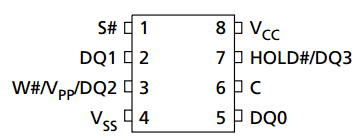 S# 1 8 VCC
DQ1 2 7 HOLD#/DQ3
W#/VPP/DQ2 3 6 C
VSS 4 5 DQ0